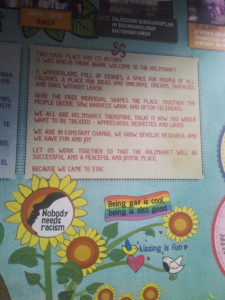 THIS MAGIC PLACE AND ITS HISTORY:
IT WAS AND IS THERE AGAIN. WELCOME TO THE HOLZMARKT.
A WONDERLAND FULL OF STORIES, A SPACE FOR PEOPLE OF ALL
COLOURS, A PLACE FOR IDEAS AND UNICORNS, DREAMS, FANTASIES
AND DOGS WITHOUT LEASH.
HERE THE FREE INDIVIDUAL SHAPES THE PLACE; TOGETHER THE
PEOPLE DECIDE, SOW, HARVEST, WORK AND OFTEN CELEBRATE.
WE ALL ARE HOLZMARKT. THEREFORE, TREAT IT HOW YOU WOULD
WANT TO BE TREATED - APPRECIATED, RESPECTED AND LOVED.
WE ARE IN CONSTANT CHANGE: WE GROW, DEVELOP, RESEARCH, AND
WE HAVE FUN AND JOY.
LET US WORK TOGETHER SO THAT THE HOLZMARKT WILL BE
SUCCESSFUL AND A PEACEFUL AND JOYFUL PLACE.
BECAUSE WE CAME TO STAY.
Being gay is cool
being is also good
Nobody
needs
racism
is fun